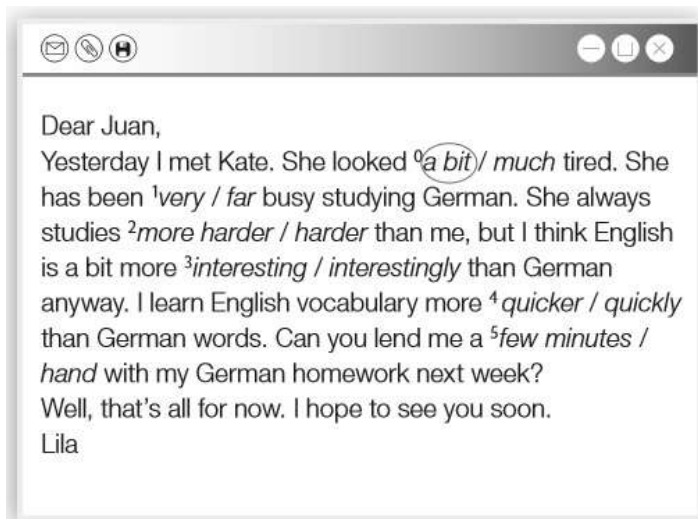 Dear Juan,
Yesterday I met Kate. She looked ⁰a bit / much tired. She
has been ¹very / far busy studying German. She always
studies ²more harder / harder than me, but I think English
is a bit more ³interesting / interestingly than German
anyway. I learn English vocabulary more ⁴quicker / quickly
than German words. Can you lend me a ⁵few minutes /
hand with my German homework next week?
Well, that’s all for now. I hope to see you soon.
Lila